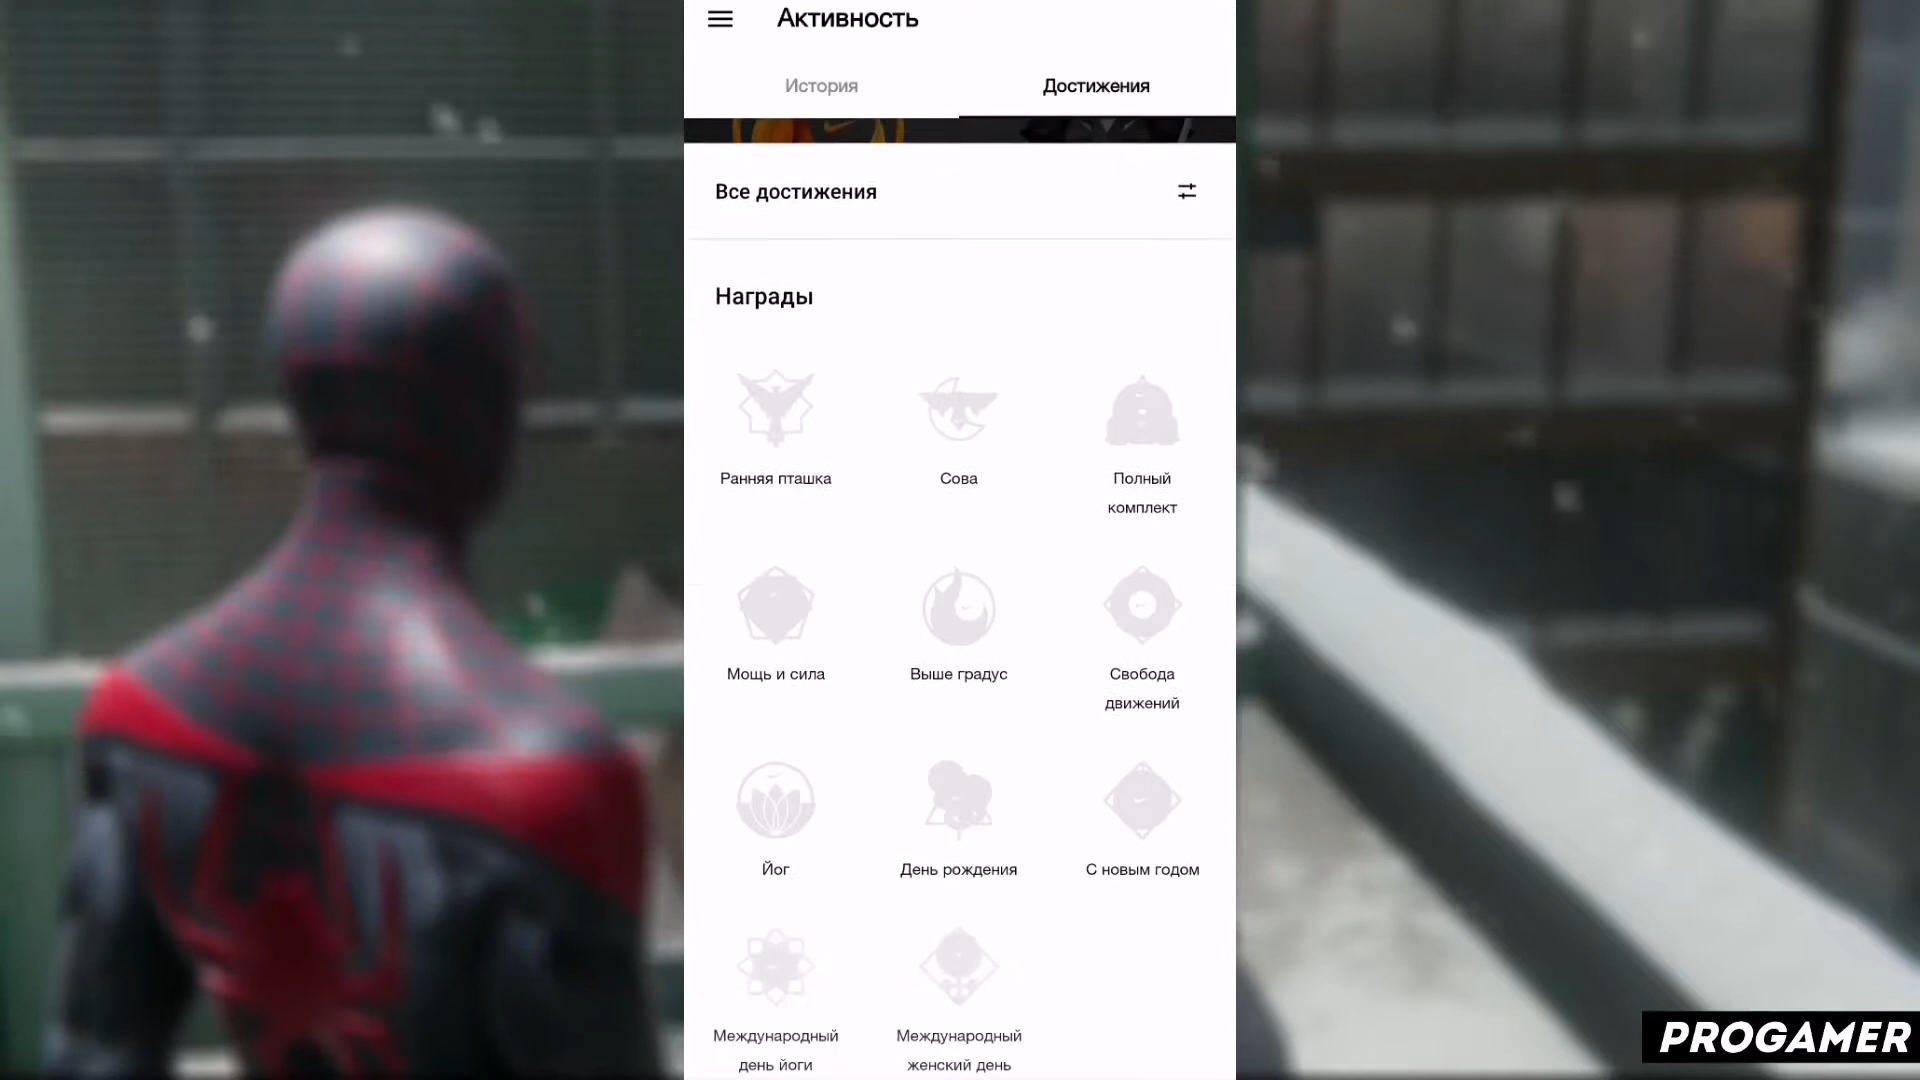 Активность
История
Достижения
Все достижения
Награды
Ранняя пташка
Сова
Полный
комплект
Мощь и сила
Выше градус
Свобода
движений
Йог
День рождения
С новым годом
Международный
день йоги
Международный
женский день
PROGAMER